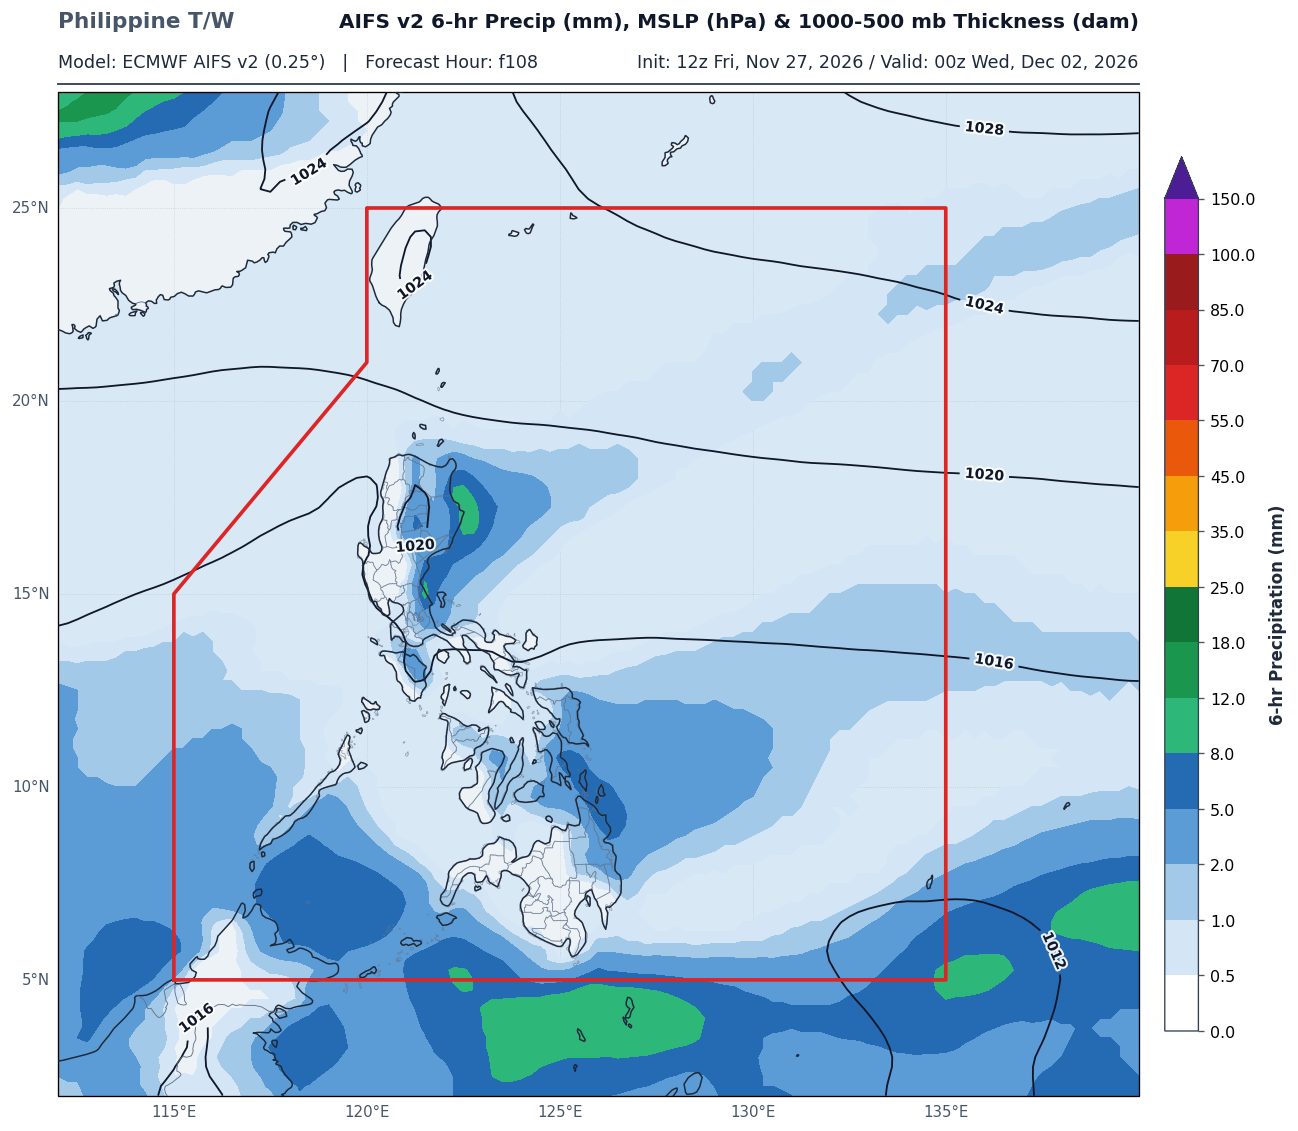 Philippine T/W
AIFS v2 6-hr Precip (mm), MSLP (hPa) & 1000-500 mb Thickness (dam)
Model: ECMWF AIFS v2 (0.25°)   |   Forecast Hour: f108
Init: 12z Fri, Nov 27, 2026 / Valid: 00z Wed, Dec 02, 2026
1028
1024
1024
1024
1020
1020
1016
1012
1016
25°N
20°N
15°N
10°N
5°N
115°E
120°E
125°E
130°E
135°E
150.0
100.0
85.0
70.0
55.0
45.0
35.0
25.0
18.0
12.0
8.0
5.0
2.0
1.0
0.5
0.0
6-hr Precipitation (mm)